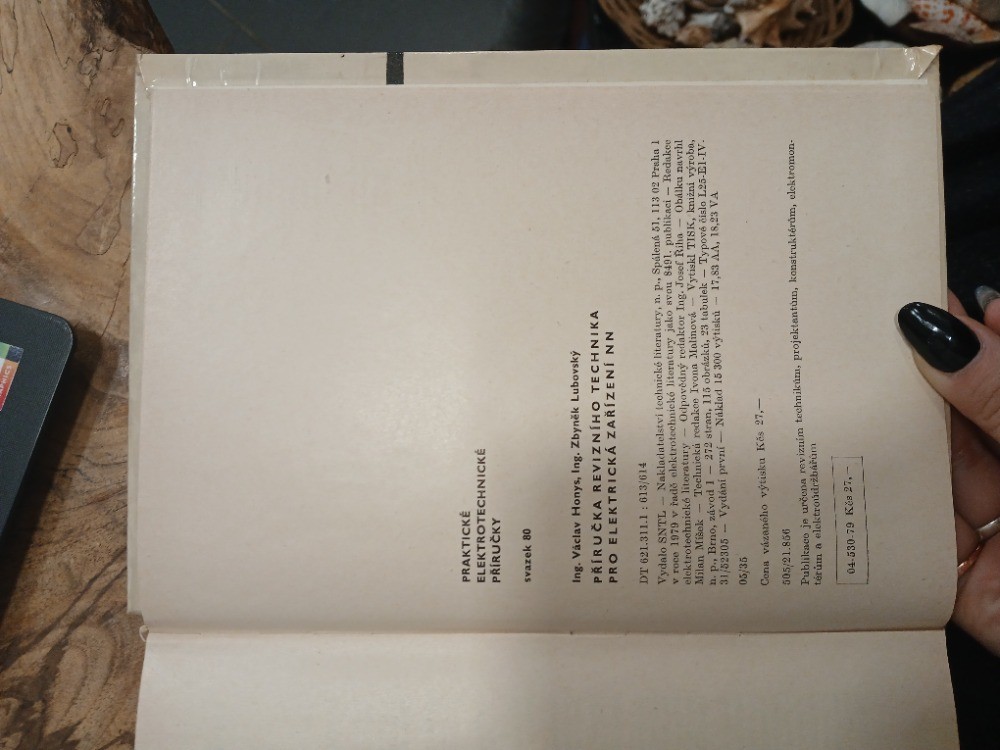 PRAKTICKÉ
ELEKTROTECHNICKÉ
PŘÍRUČKY
svazek 80
Ing. Václav Honys, Ing. Zbyněk Lubovský
PŘÍRUČKA REVIZNÍHO TECHNIKA
PRO ELEKTRICKÁ ZAŘÍZENÍ NN
DT 621.311.1 : 613/614
Vydalo SNTL — Nakladatelství technické literatury, n. p., Spálená 51, 113 02 Praha 1
v roce 1979 v řadě elektrotechnické literatury jako svou 8491. publikaci — Redakce
elektrotechnické literatury — Odpovědný redaktor Ing. Josef Říha — Obálku navrhl
Milan Míšek — Technická redakce Ivona Malinová — Vytiskl TISK, knižní výroba,
n. p., Brno, závod 1 — 272 stran, 115 obrázků, 23 tabulek — Typové číslo L25-E1-IV-
31/52305 — Vydání první — Náklad 15 300 výtisků — 17,83 AA, 18,23 VA
05/35
Cena vázaného výtisku Kčs 27,—
505/21.856
Publikace je určena revizním technikům, projektantům, konstruktérům, elektromon-
térům a elektroúdržbářům
04-530-79 Kčs 27,—